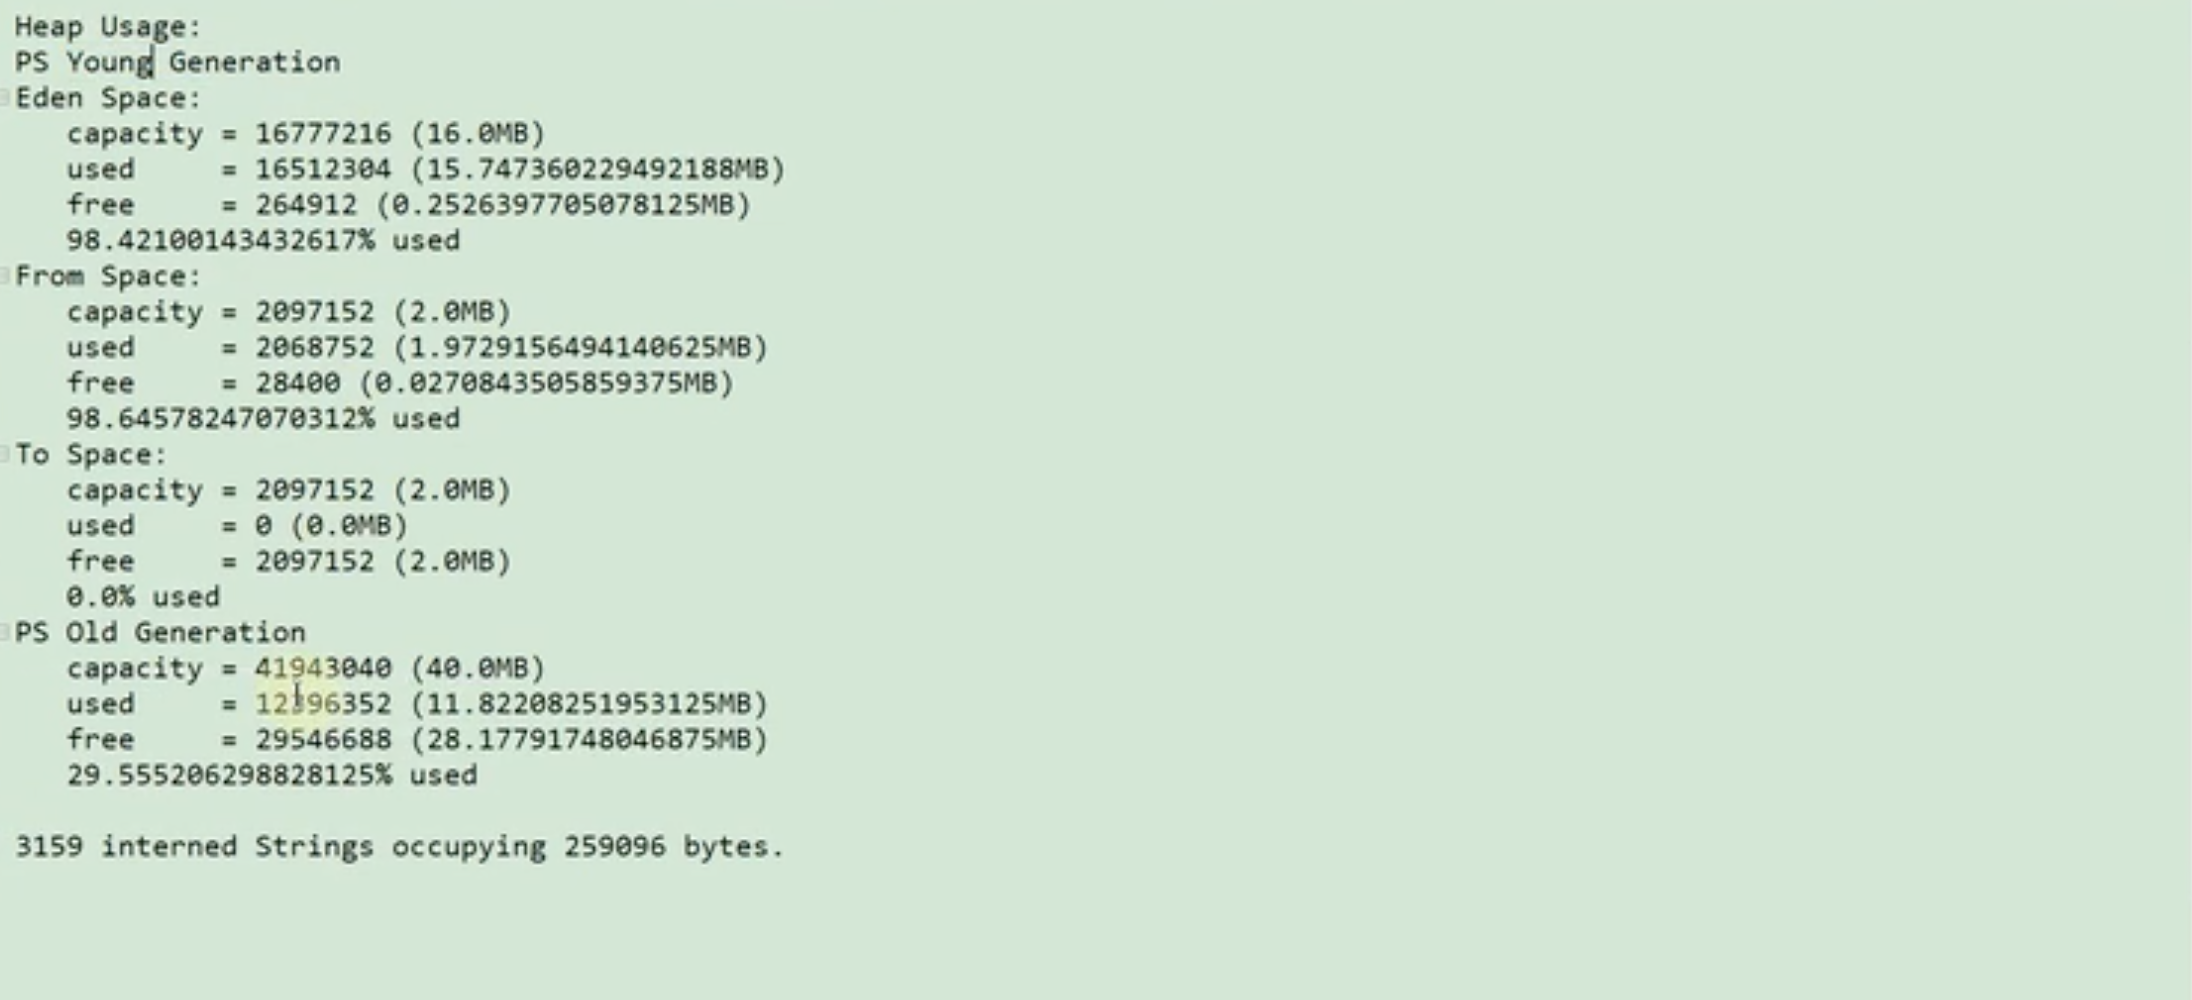 Heap Usage:
PS Young Generation
Eden Space:
capacity = 16777216 (16.0MB)
used = 16512304 (15.747360229492188MB)
free = 264912 (0.2526397705078125MB)
98.42100143432617% used
From Space:
capacity = 2097152 (2.0MB)
used = 2068752 (1.9729156494140625MB)
free = 28400 (0.0270843505859375MB)
98.64578247070312% used
To Space:
capacity = 2097152 (2.0MB)
used = 0 (0.0MB)
free = 2097152 (2.0MB)
0.0% used
PS Old Generation
capacity = 41943040 (40.0MB)
used = 12396352 (11.82208251953125MB)
free = 29546688 (28.17791748046875MB)
29.555206298828125% used
3159 interned Strings occupying 259096 bytes.